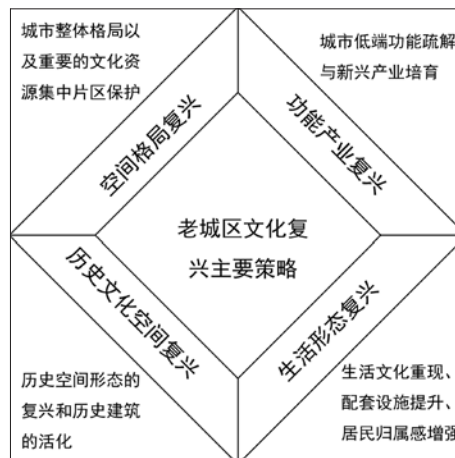 城市整体格局以
及重要的文化资
源集中片区保护
城市低端功能疏解
与新兴产业培育
空间格局复兴
功能产业复兴
老城区文化复
兴主要策略
历史文化空间复兴
生活形态复兴
历史空间形态的
复兴和历史建筑
的活化
生活文化重现、
配套设施提升、
居民归属感增强